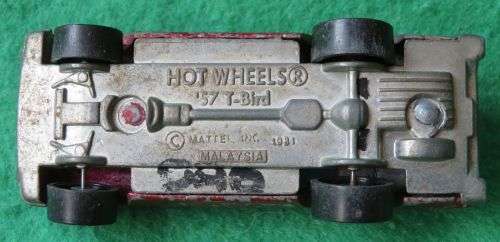 HOT WHEELS®
'57 T-Bird
© MATTEL INC. 1981
MALAYSIA